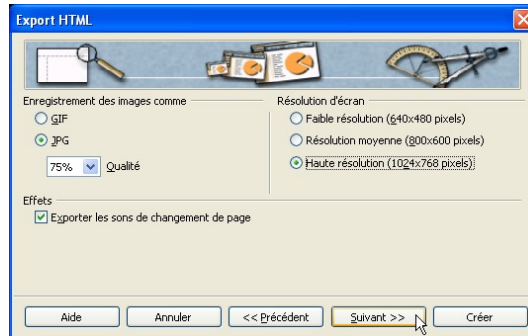 Export HTML
Enregistrement des images comme
GIF
JPG
75% Qualité
Résolution d'écran
Faible résolution (640x480 pixels)
Résolution moyenne (800x600 pixels)
Haute résolution (1024x768 pixels)
Effets
Exporter les sons de changement de page
Aide Annuler << Précédent Suivant >> Créer